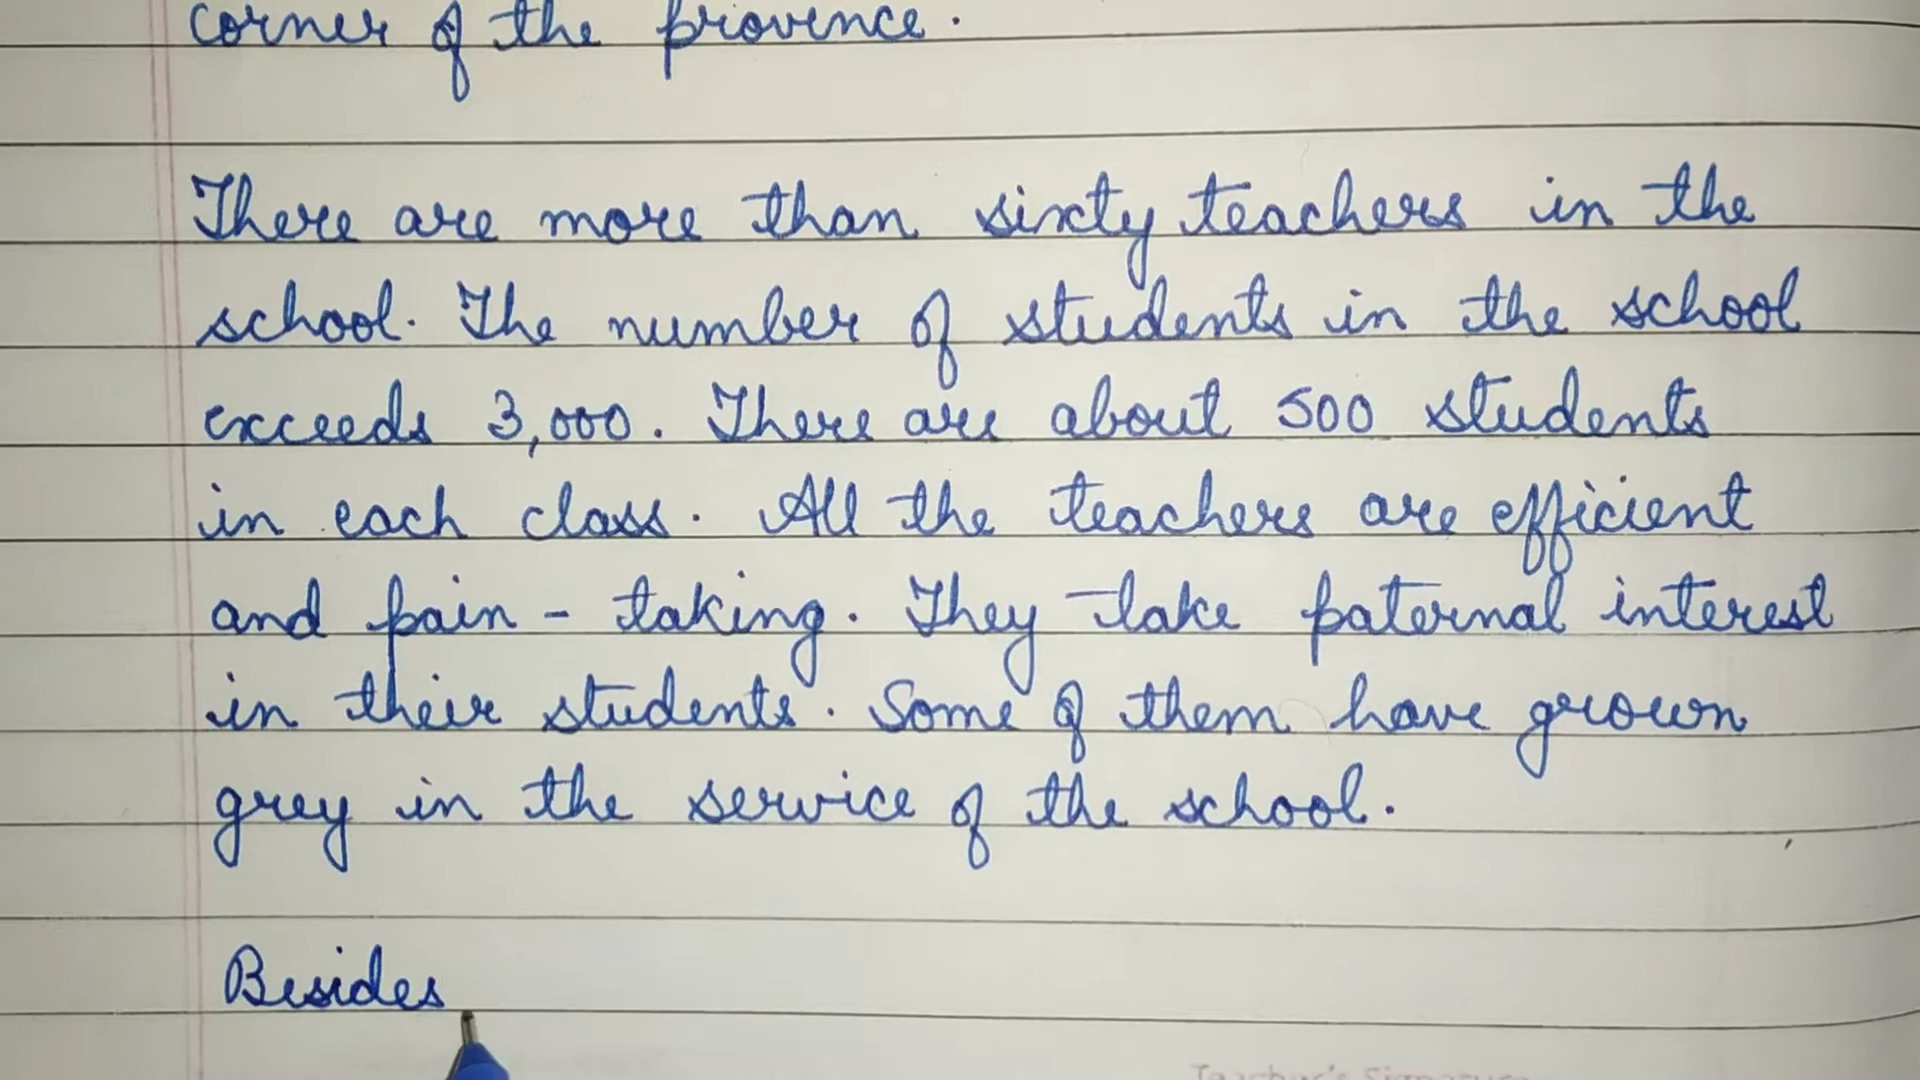 corner of the provence.
There are more than sixty teachers in the
school. The number of students in the school
exceeds 3,000. There are about 500 students
in each class. All the teachers are efficient
and pain - taking. They take paternal interest
in their students. Some of them have grown
grey in the service of the school.
Besides
Teacher's Signature